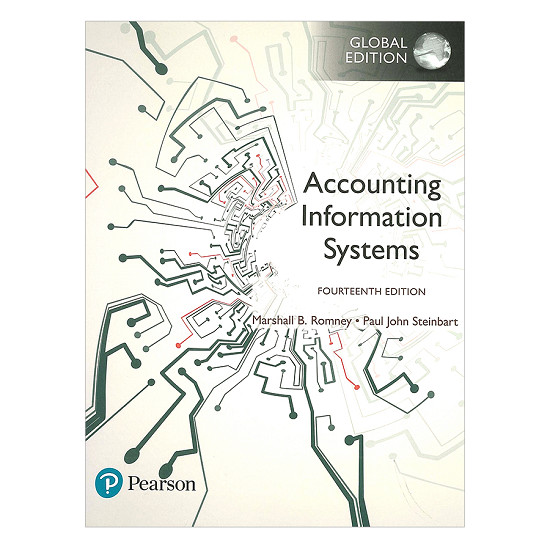 GLOBAL
EDITION
Accounting
Information
Systems
FOURTEENTH EDITION
Marshall B. Romney • Paul John Steinbart
P Pearson